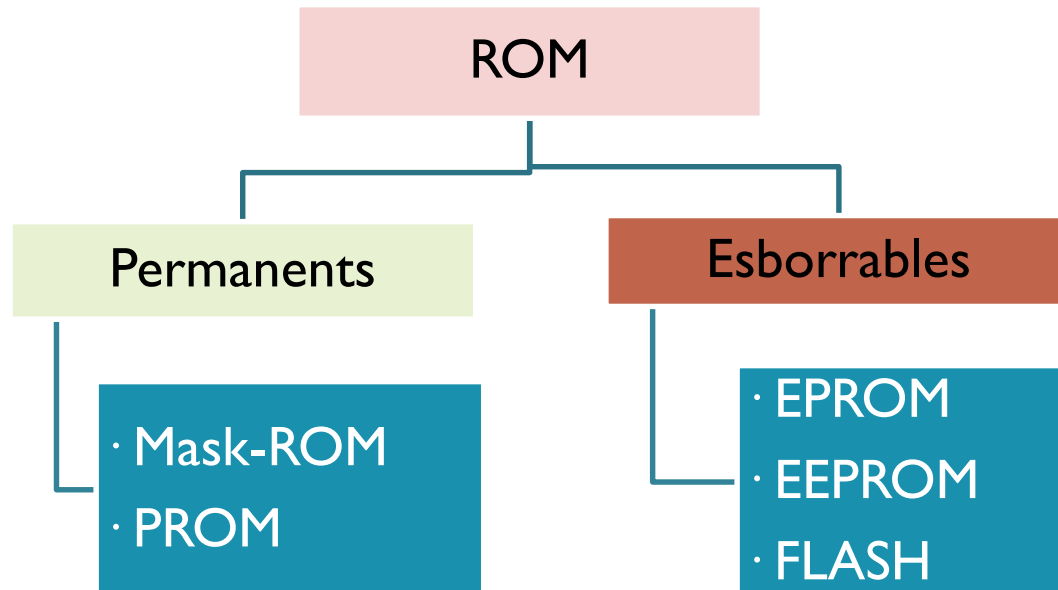 ROM
Permanents
Esborrables
· Mask-ROM
· PROM
· EPROM
· EEPROM
· FLASH